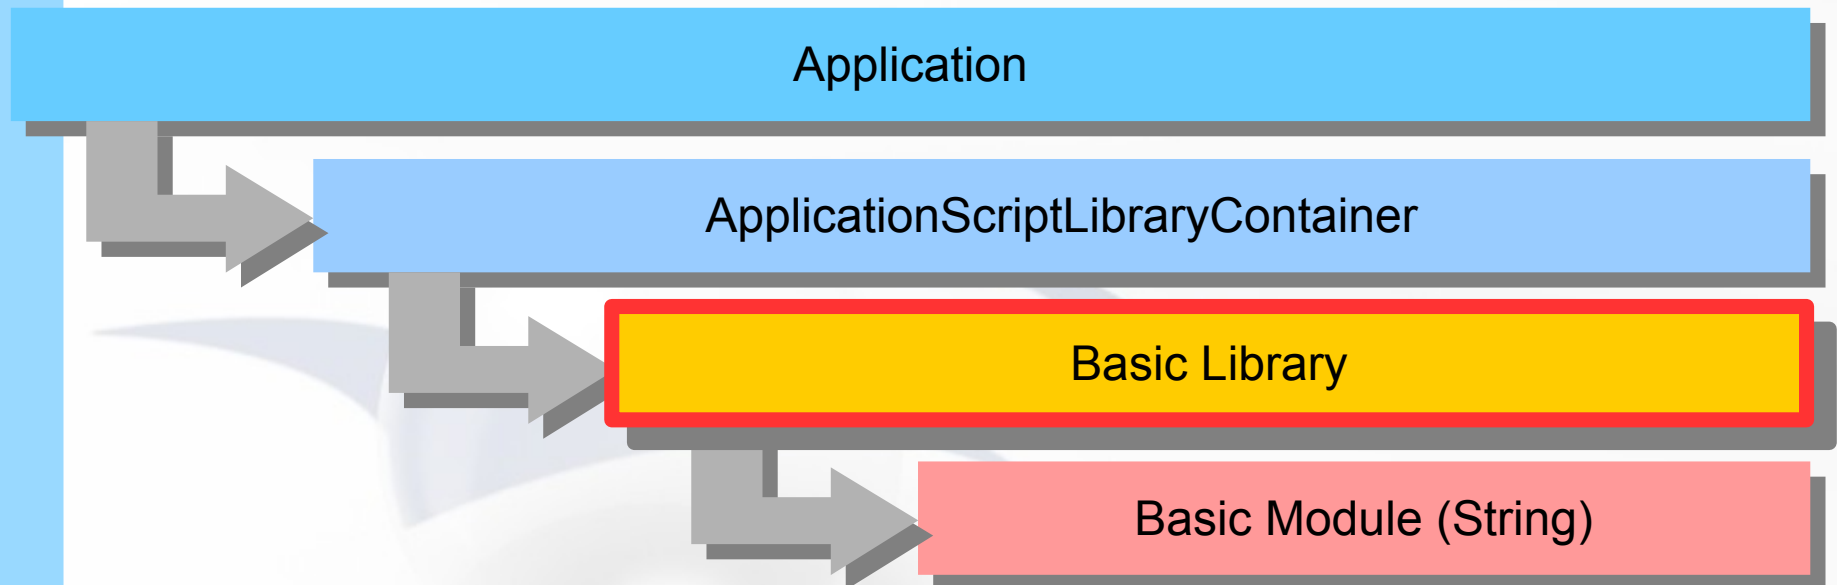 Application
ApplicationScriptLibraryContainer
Basic Library
Basic Module (String)